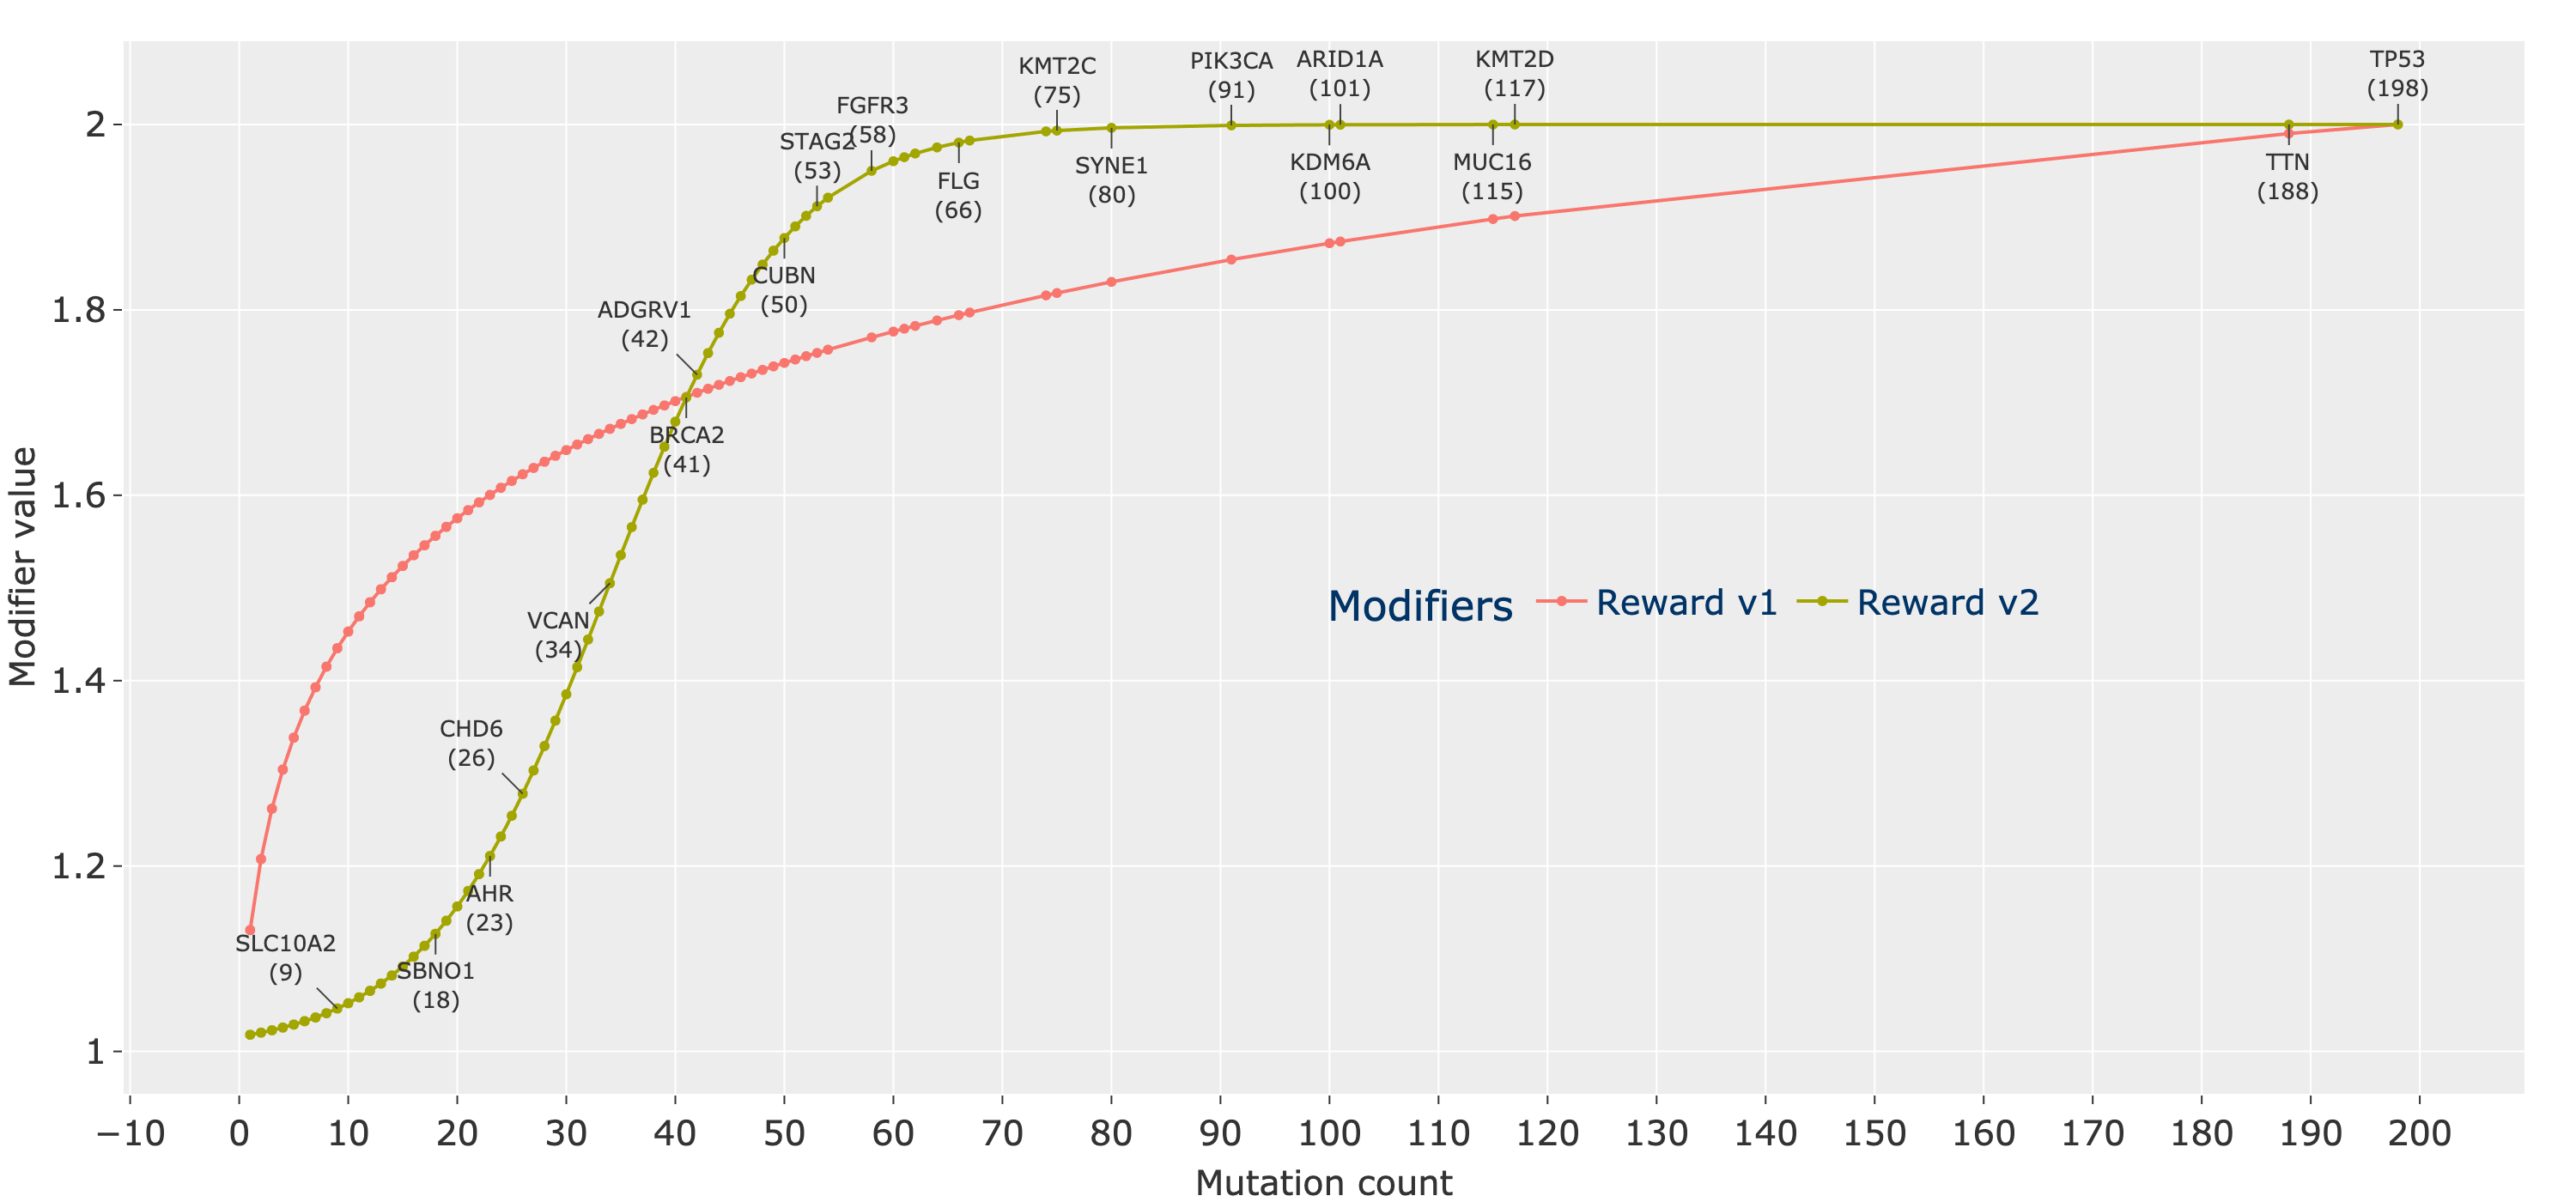 KMT2C
(75)
PIK3CA
(91)
ARID1A
(101)
KMT2D
(117)
TP53
(198)
FGFR3
(58)
STAG2
(53)
FLG
(66)
SYNE1
(80)
KDM6A
(100)
MUC16
(115)
TTN
(188)
CUBN
(50)
ADGRV1
(42)
BRCA2
(41)
VCAN
(34)
CHD6
(26)
AHR
(23)
SLC10A2
(9)
SBNO1
(18)
2
1.8
1.6
1.4
1.2
1
Modifier value
Modifiers Reward v1 Reward v2
−10 0 10 20 30 40 50 60 70 80 90 100 110 120 130 140 150 160 170 180 190 200
Mutation count